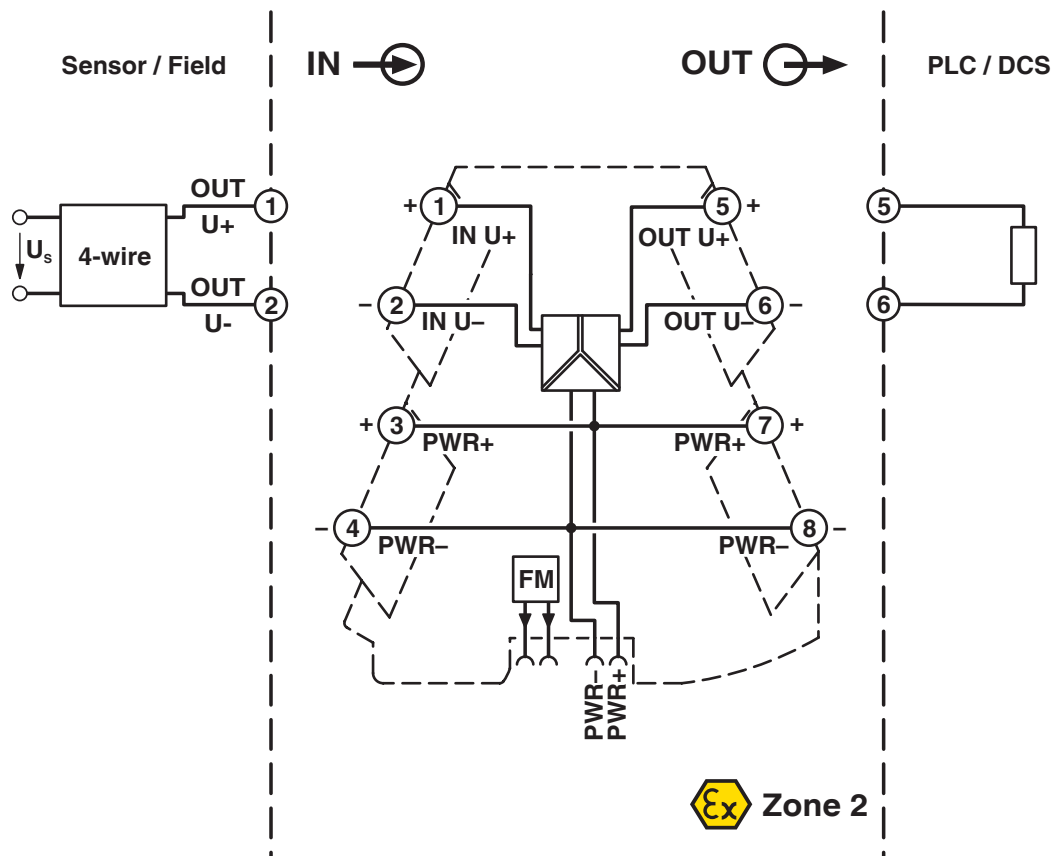 Sensor / Field
IN
OUT
PLC / DCS
OUT
1
U+
Us
4-wire
OUT
2
U-
+ 1
IN U+
5 +
OUT U+
– 2
IN U–
6 –
OUT U–
5
6
+ 3
PWR+
7 +
PWR+
– 4
PWR–
8 –
PWR–
FM
PWR–
PWR+
Ex Zone 2